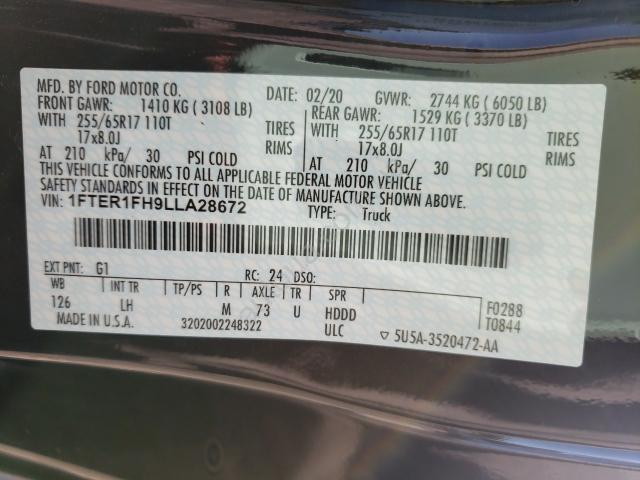 MFD. BY FORD MOTOR CO. DATE: 02/20 GVWR: 2744 KG ( 6050 LB)
FRONT GAWR: 1410 KG ( 3108 LB) REAR GAWR: 1529 KG ( 3370 LB)
WITH 255/65R17 110T TIRES WITH 255/65R17 110T TIRES
17x8.0J RIMS 17x8.0J RIMS
AT 210 kPa/ 30 PSI COLD AT 210 kPa/ 30 PSI COLD
THIS VEHICLE CONFORMS TO ALL APPLICABLE FEDERAL MOTOR VEHICLE
SAFETY STANDARDS IN EFFECT ON THE DATE OF MANUFACTURE SHOWN ABOVE.
VIN: 1FTER1FH9LLA28672 TYPE: Truck
EXT PNT: G1 RC: 24 DSO:
WB INT TR TP/PS R AXLE TR SPR
126 LH M 73 U HDDD F0288
ULC T0844
MADE IN U.S.A. 3202002248322 5U5A-3520472-AA